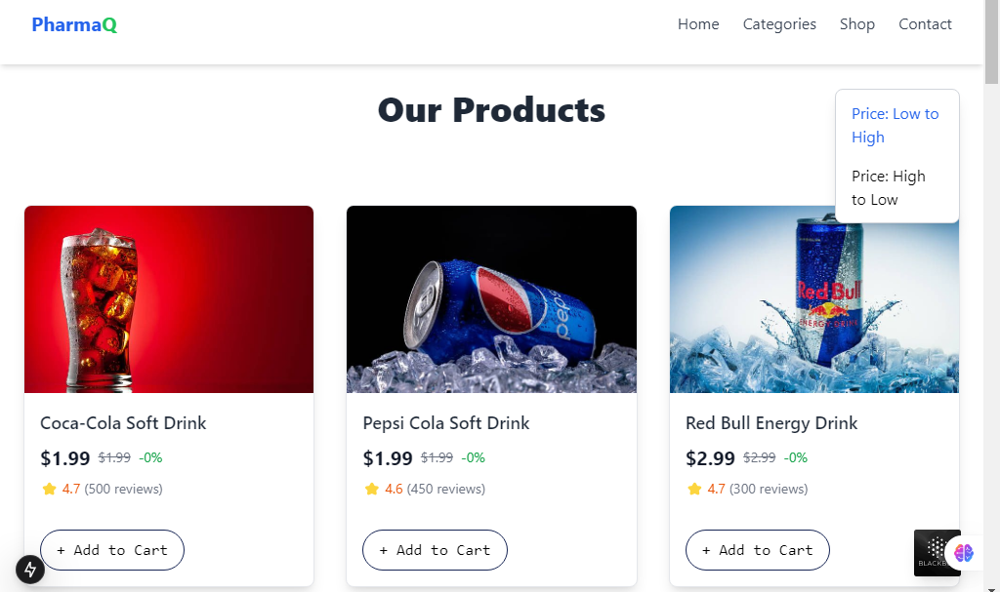 PharmaQ
Home Categories Shop Contact
Our Products
Price: Low to
High
Price: High
to Low
pepsi
Red Bull
ENERGY DRINK
Coca-Cola Soft Drink
Pepsi Cola Soft Drink
Red Bull Energy Drink
$1.99 $1.99 -0%
$1.99 $1.99 -0%
$2.99 $2.99 -0%
4.7 (500 reviews)
4.6 (450 reviews)
4.7 (300 reviews)
+ Add to Cart
+ Add to Cart
+ Add to Cart